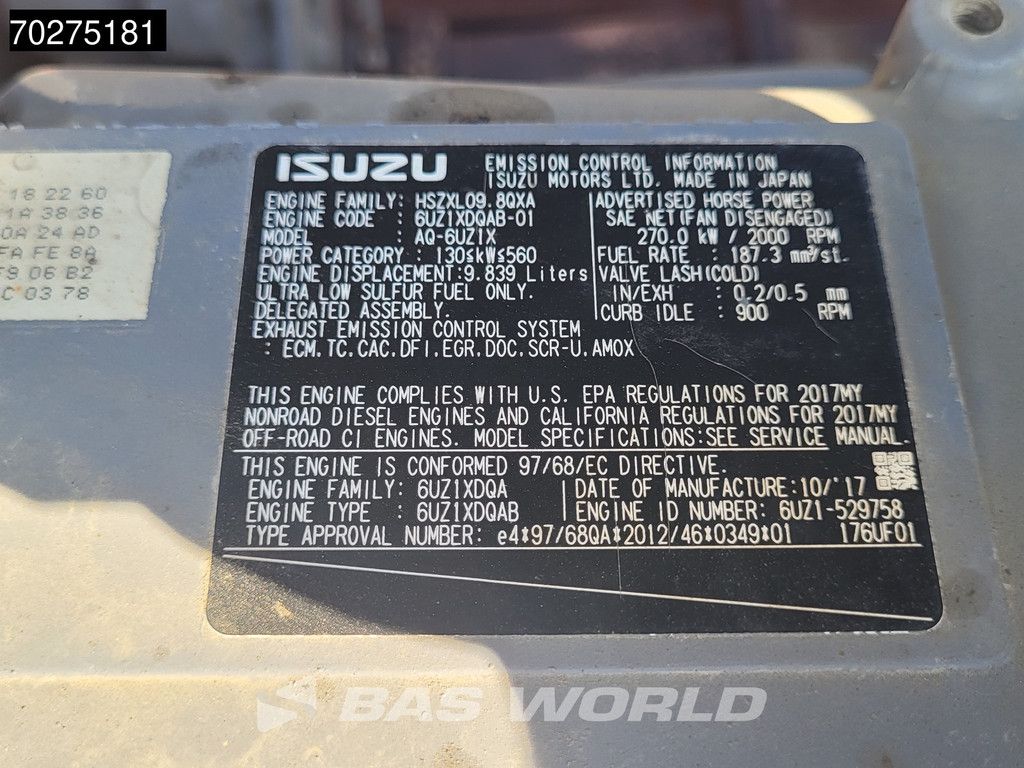 70275181
1A 38 36
0A 24 AD
FA FE 8A
F9 06 B2
C 03 78
ISUZU
EMISSION CONTROL INFORMATION
ISUZU MOTORS LTD. MADE IN JAPAN
ENGINE FAMILY: HSZXL09.8QXA
ENGINE CODE : 6UZ1XDQAB-01
MODEL : AQ-6UZ1X
POWER CATEGORY : 130≤kW≤560
ENGINE DISPLACEMENT:9.839 Liters
ULTRA LOW SULFUR FUEL ONLY.
DELEGATED ASSEMBLY.
ADVERTISED HORSE POWER
SAE NET(FAN DISENGAGED)
270.0 kW / 2000 RPM
FUEL RATE : 187.3 mm³/st.
VALVE LASH(COLD)
IN/EXH : 0.2/0.5 mm
CURB IDLE : 900 RPM
EXHAUST EMISSION CONTROL SYSTEM
: ECM.TC.CAC.DFI.EGR.DOC.SCR-U.AMOX
THIS ENGINE COMPLIES WITH U.S. EPA REGULATIONS FOR 2017MY
NONROAD DIESEL ENGINES AND CALIFORNIA REGULATIONS FOR 2017MY
OFF-ROAD CI ENGINES. MODEL SPECIFICATIONS:SEE SERVICE MANUAL.
THIS ENGINE IS CONFORMED 97/68/EC DIRECTIVE.
ENGINE FAMILY: 6UZ1XDQA
ENGINE TYPE : 6UZ1XDQAB
DATE OF MANUFACTURE:10/'17
ENGINE ID NUMBER: 6UZ1-529758
TYPE APPROVAL NUMBER: e4*97/68QA*2012/46*0349*01 176UF01
BAS WORLD